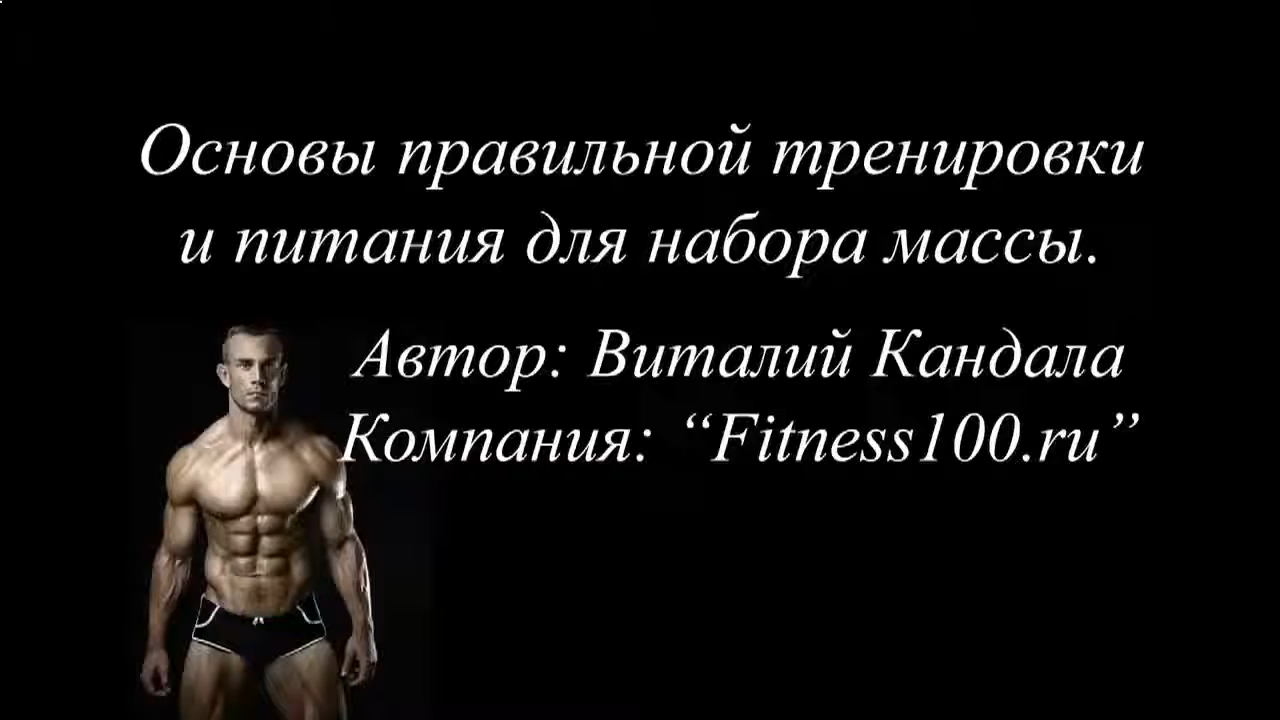 Основы правильной тренировки
и питания для набора массы.
Автор: Виталий Кандала
Компания: “Fitness100.ru”